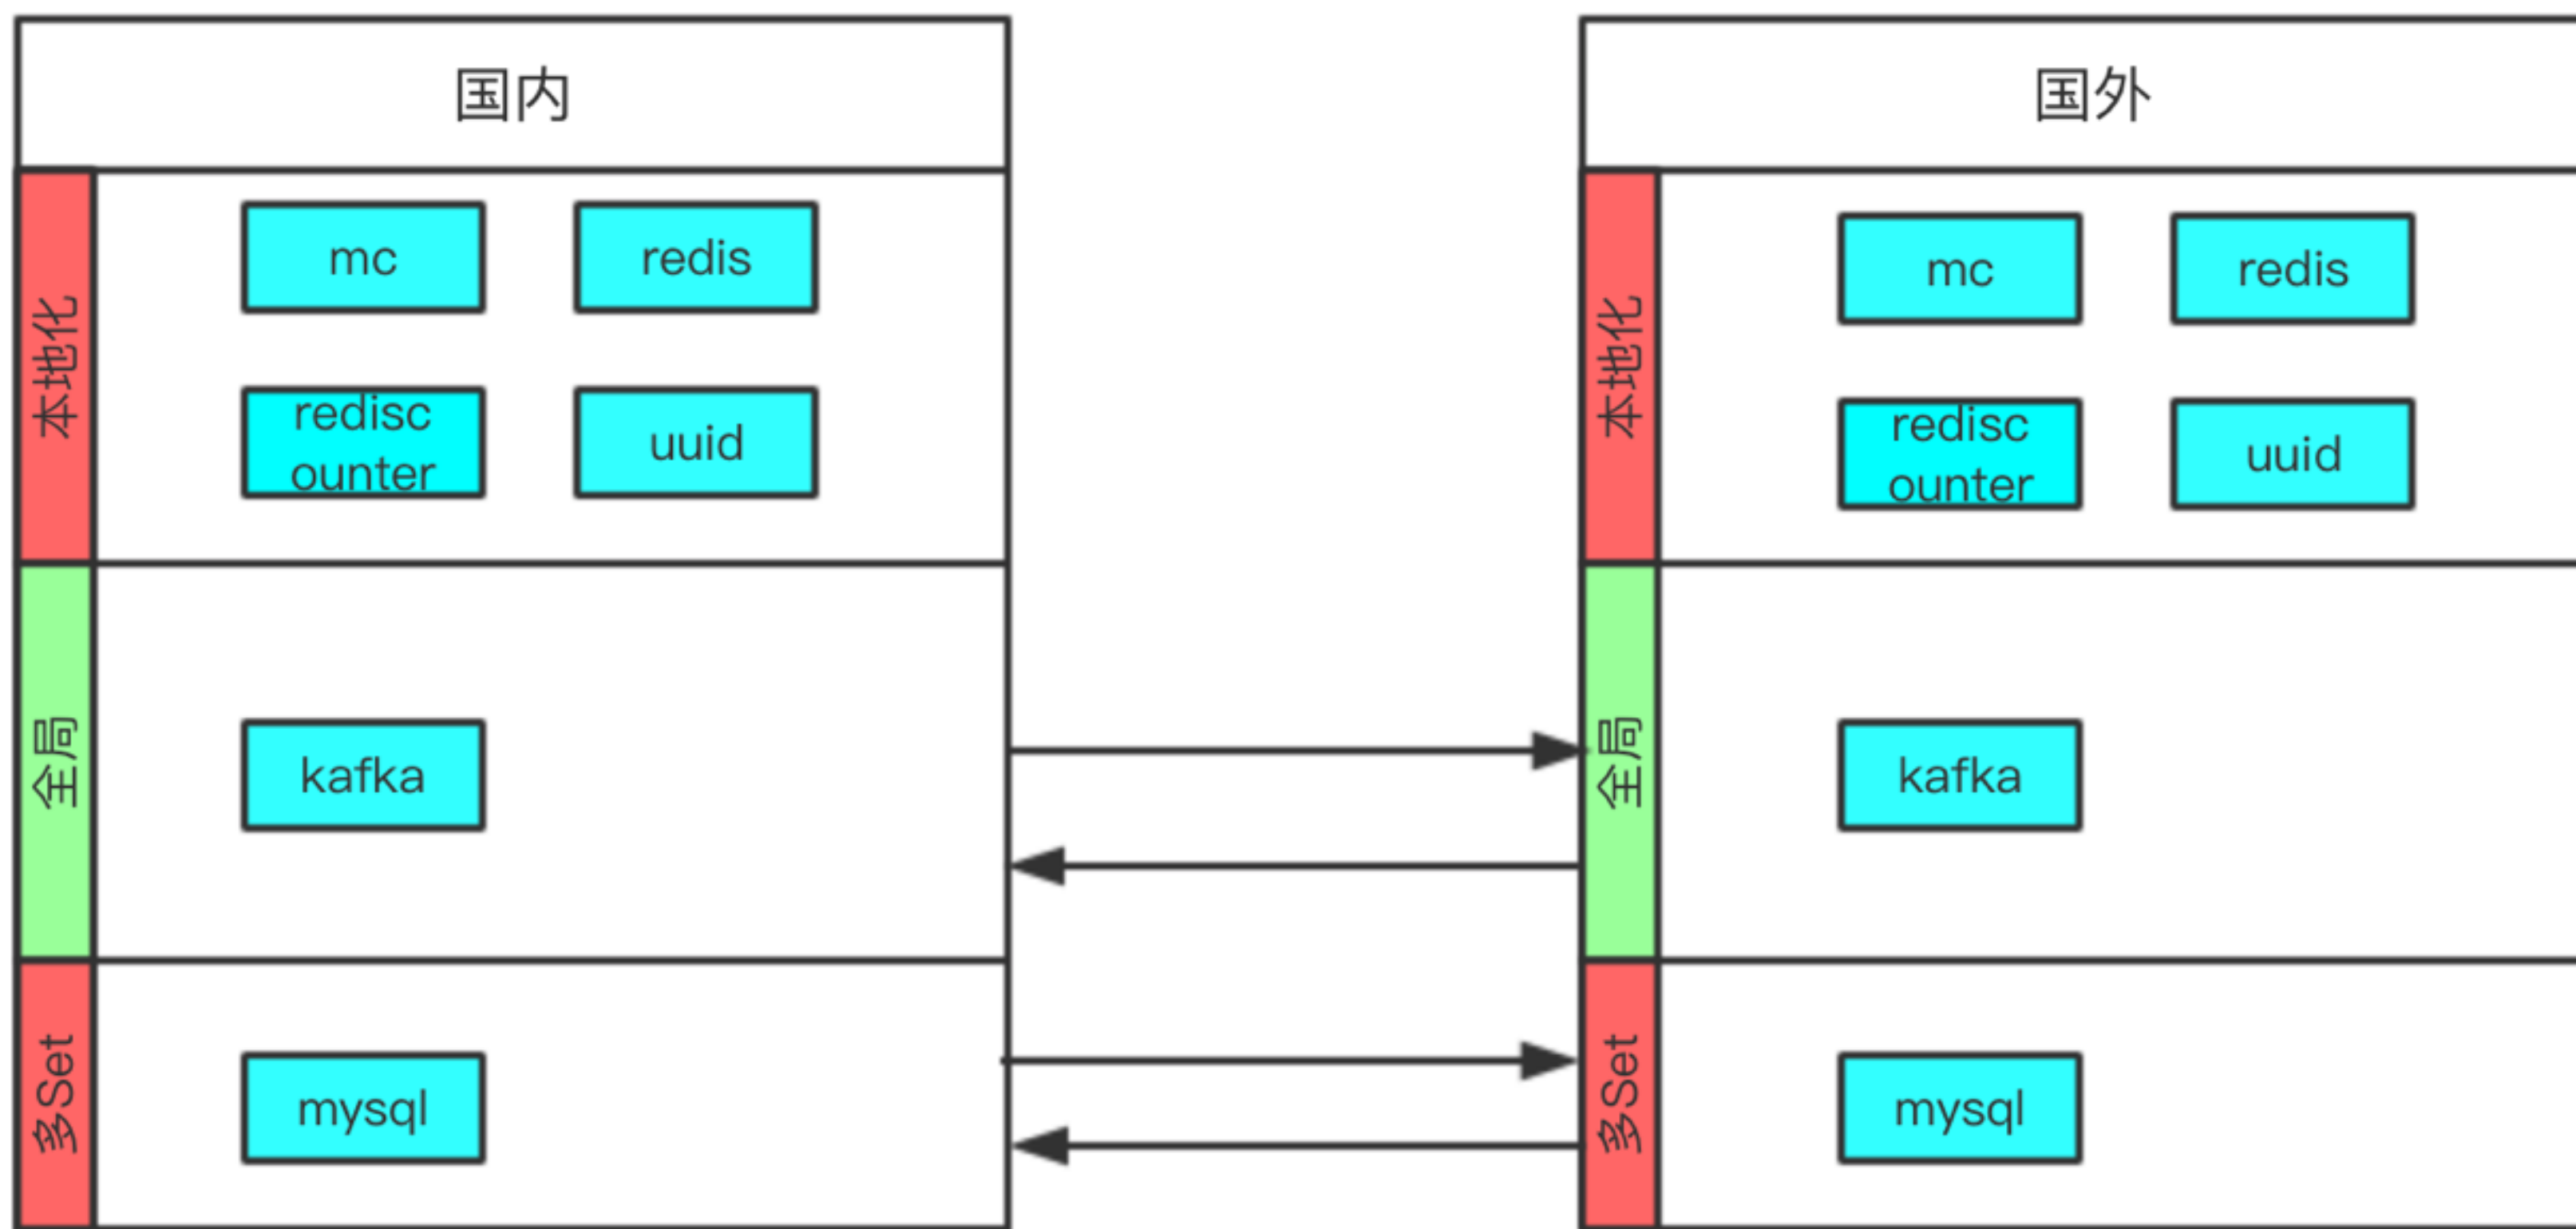 国内
本地化
mc
redis
redisc
ounter
uuid
全局
kafka
多Set
mysql
国外
本地化
mc
redis
redisc
ounter
uuid
全局
kafka
多Set
mysql